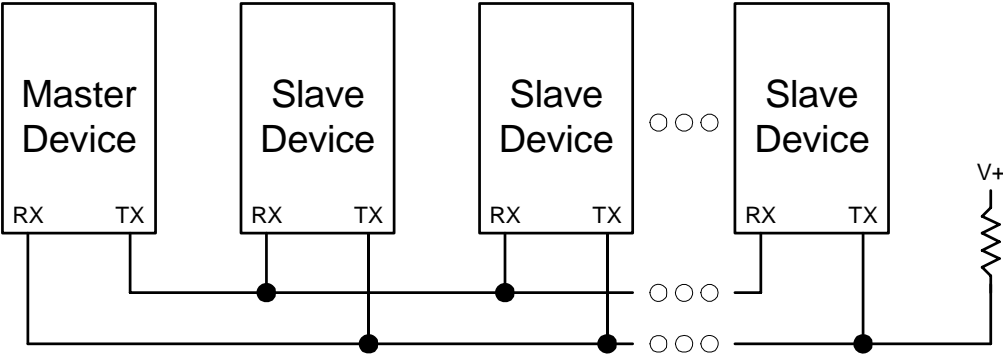 Master
Device
Slave
Device
Slave
Device
Slave
Device
RX TX
RX TX
RX TX
RX TX
V+